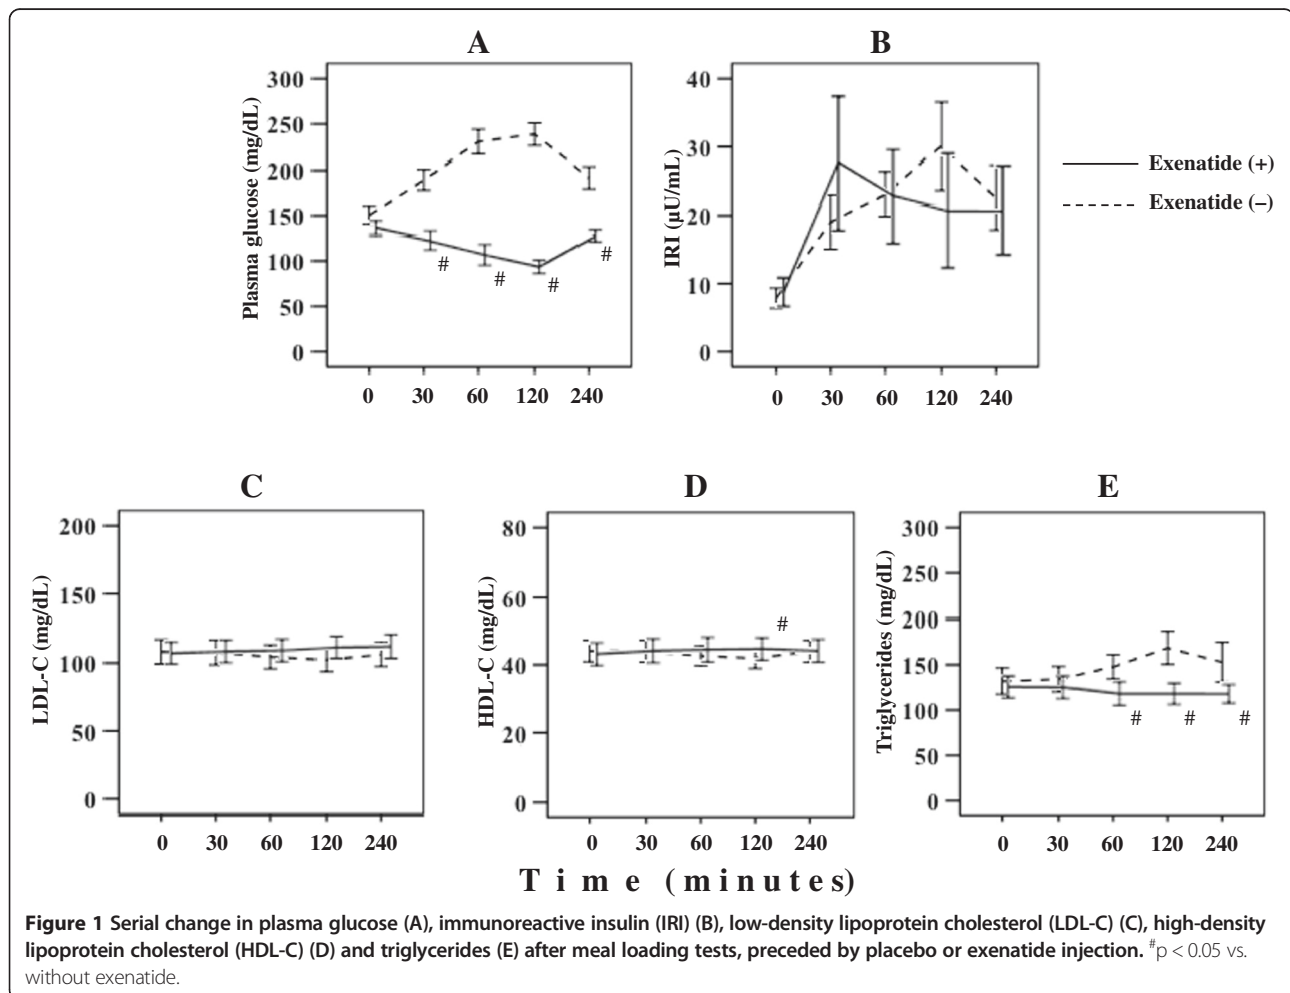 A
B
Plasma glucose (mg/dL)
300
250
200
150
100
50
0
#
#
#
#
0 30 60 120 240
IRI (µU/mL)
40
30
20
10
0
0 30 60 120 240
Exenatide (+)
Exenatide (–)
C
D
E
LDL-C (mg/dL)
200
150
100
50
0
0 30 60 120 240
HDL-C (mg/dL)
80
60
40
20
0
#
0 30 60 120 240
Triglycerides (mg/dL)
300
250
200
150
100
50
0
# # #
0 30 60 120 240
Time (minutes)
Figure 1 Serial change in plasma glucose (A), immunoreactive insulin (IRI) (B), low-density lipoprotein cholesterol (LDL-C) (C), high-density
lipoprotein cholesterol (HDL-C) (D) and triglycerides (E) after meal loading tests, preceded by placebo or exenatide injection. #p < 0.05 vs.
without exenatide.